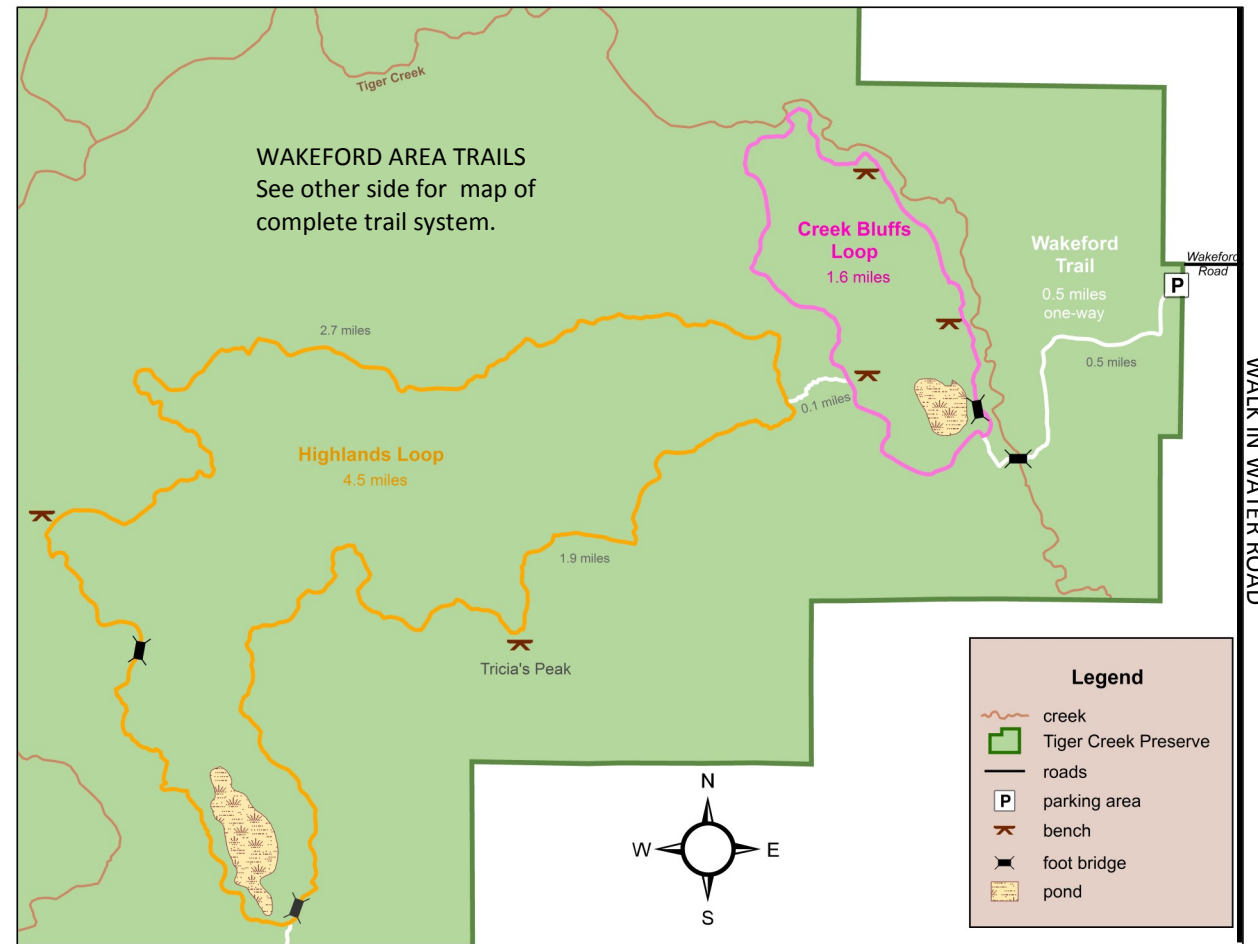 Tiger Creek
WAKEFORD AREA TRAILS
See other side for map of
complete trail system.
Creek Bluffs
Loop
1.6 miles
Wakeford
Trail
0.5 miles
one-way
Wakeford
Road
P
0.5 miles
WALK IN WATER ROAD
2.7 miles
0.1 miles
Highlands Loop
4.5 miles
1.9 miles
Tricia's Peak
N
W
E
S
Legend
creek
Tiger Creek Preserve
roads
P parking area
bench
foot bridge
pond